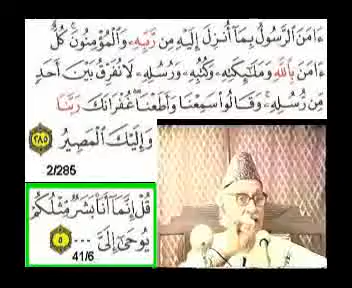 ءَامَنَ ٱلرَّسُولُ بِمَآ أُنزِلَ إِلَيْهِ مِن رَّبِّهِۦ وَٱلْمُؤْمِنُونَ ۚ كُلٌّ
ءَامَنَ بِٱللَّهِ وَمَلَـٰٓئِكَتِهِۦ وَكُتُبِهِۦ وَرُسُلِهِۦ لَا نُفَرِّقُ بَيْنَ أَحَدٍ
مِّن رُّسُلِهِۦ ۚ وَقَالُوا۟ سَمِعْنَا وَأَطَعْنَا ۖ غُفْرَانَكَ رَبَّنَا
وَإِلَيْكَ ٱلْمَصِيرُ ٢٨٥
2/285
قُلْ إِنَّمَآ أَنَا۠ بَشَرٌ مِّثْلُكُمْ
يُوحَىٰٓ إِلَىَّ ...
41/6